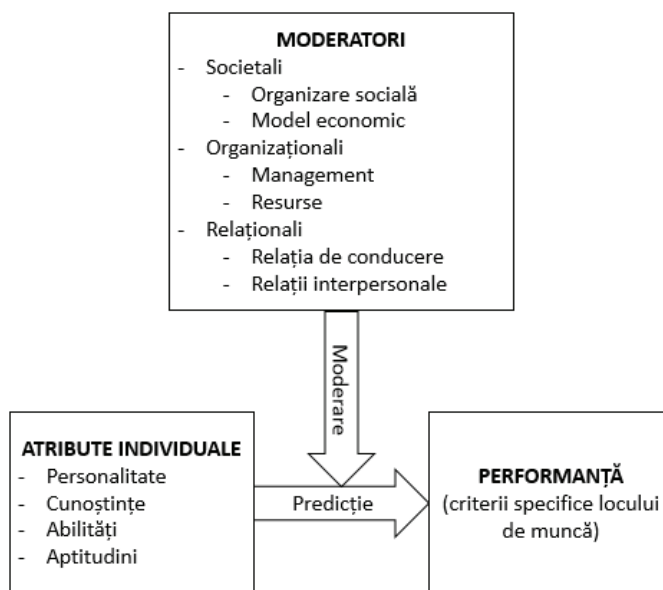 MODERATORI
- Societali
- Organizare socială
- Model economic
- Organizaționali
- Management
- Resurse
- Relaționali
- Relația de conducere
- Relații interpersonale
Moderare
ATRIBUTE INDIVIDUALE
- Personalitate
- Cunoștințe
- Abilități
- Aptitudini
Predicție
PERFORMANȚĂ
(criterii specifice locului
de muncă)